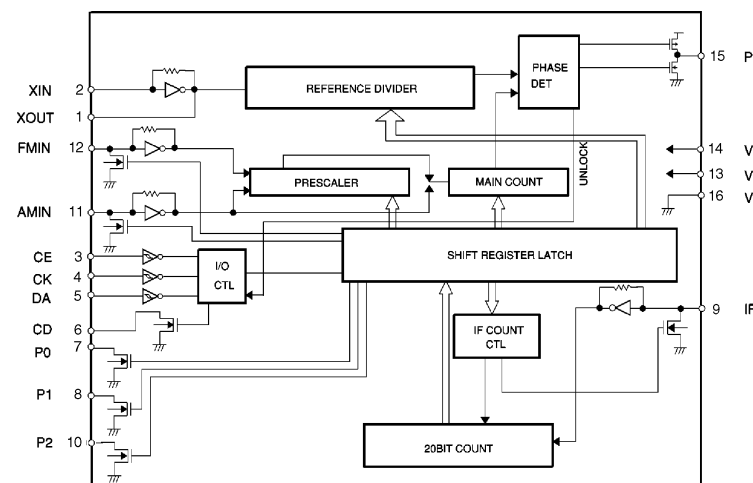 XIN 2
XOUT 1
FMIN 12
AMIN 11
CE 3
CK 4
DA 5
CD 6
P0 7
P1 8
P2 10
REFERENCE DIVIDER
PHASE
DET
15 P
14 V
13 V
16 V
UNLOCK
PRESCALER
MAIN COUNT
I/O
CTL
SHIFT REGISTER LATCH
9 IF
IF COUNT
CTL
20BIT COUNT